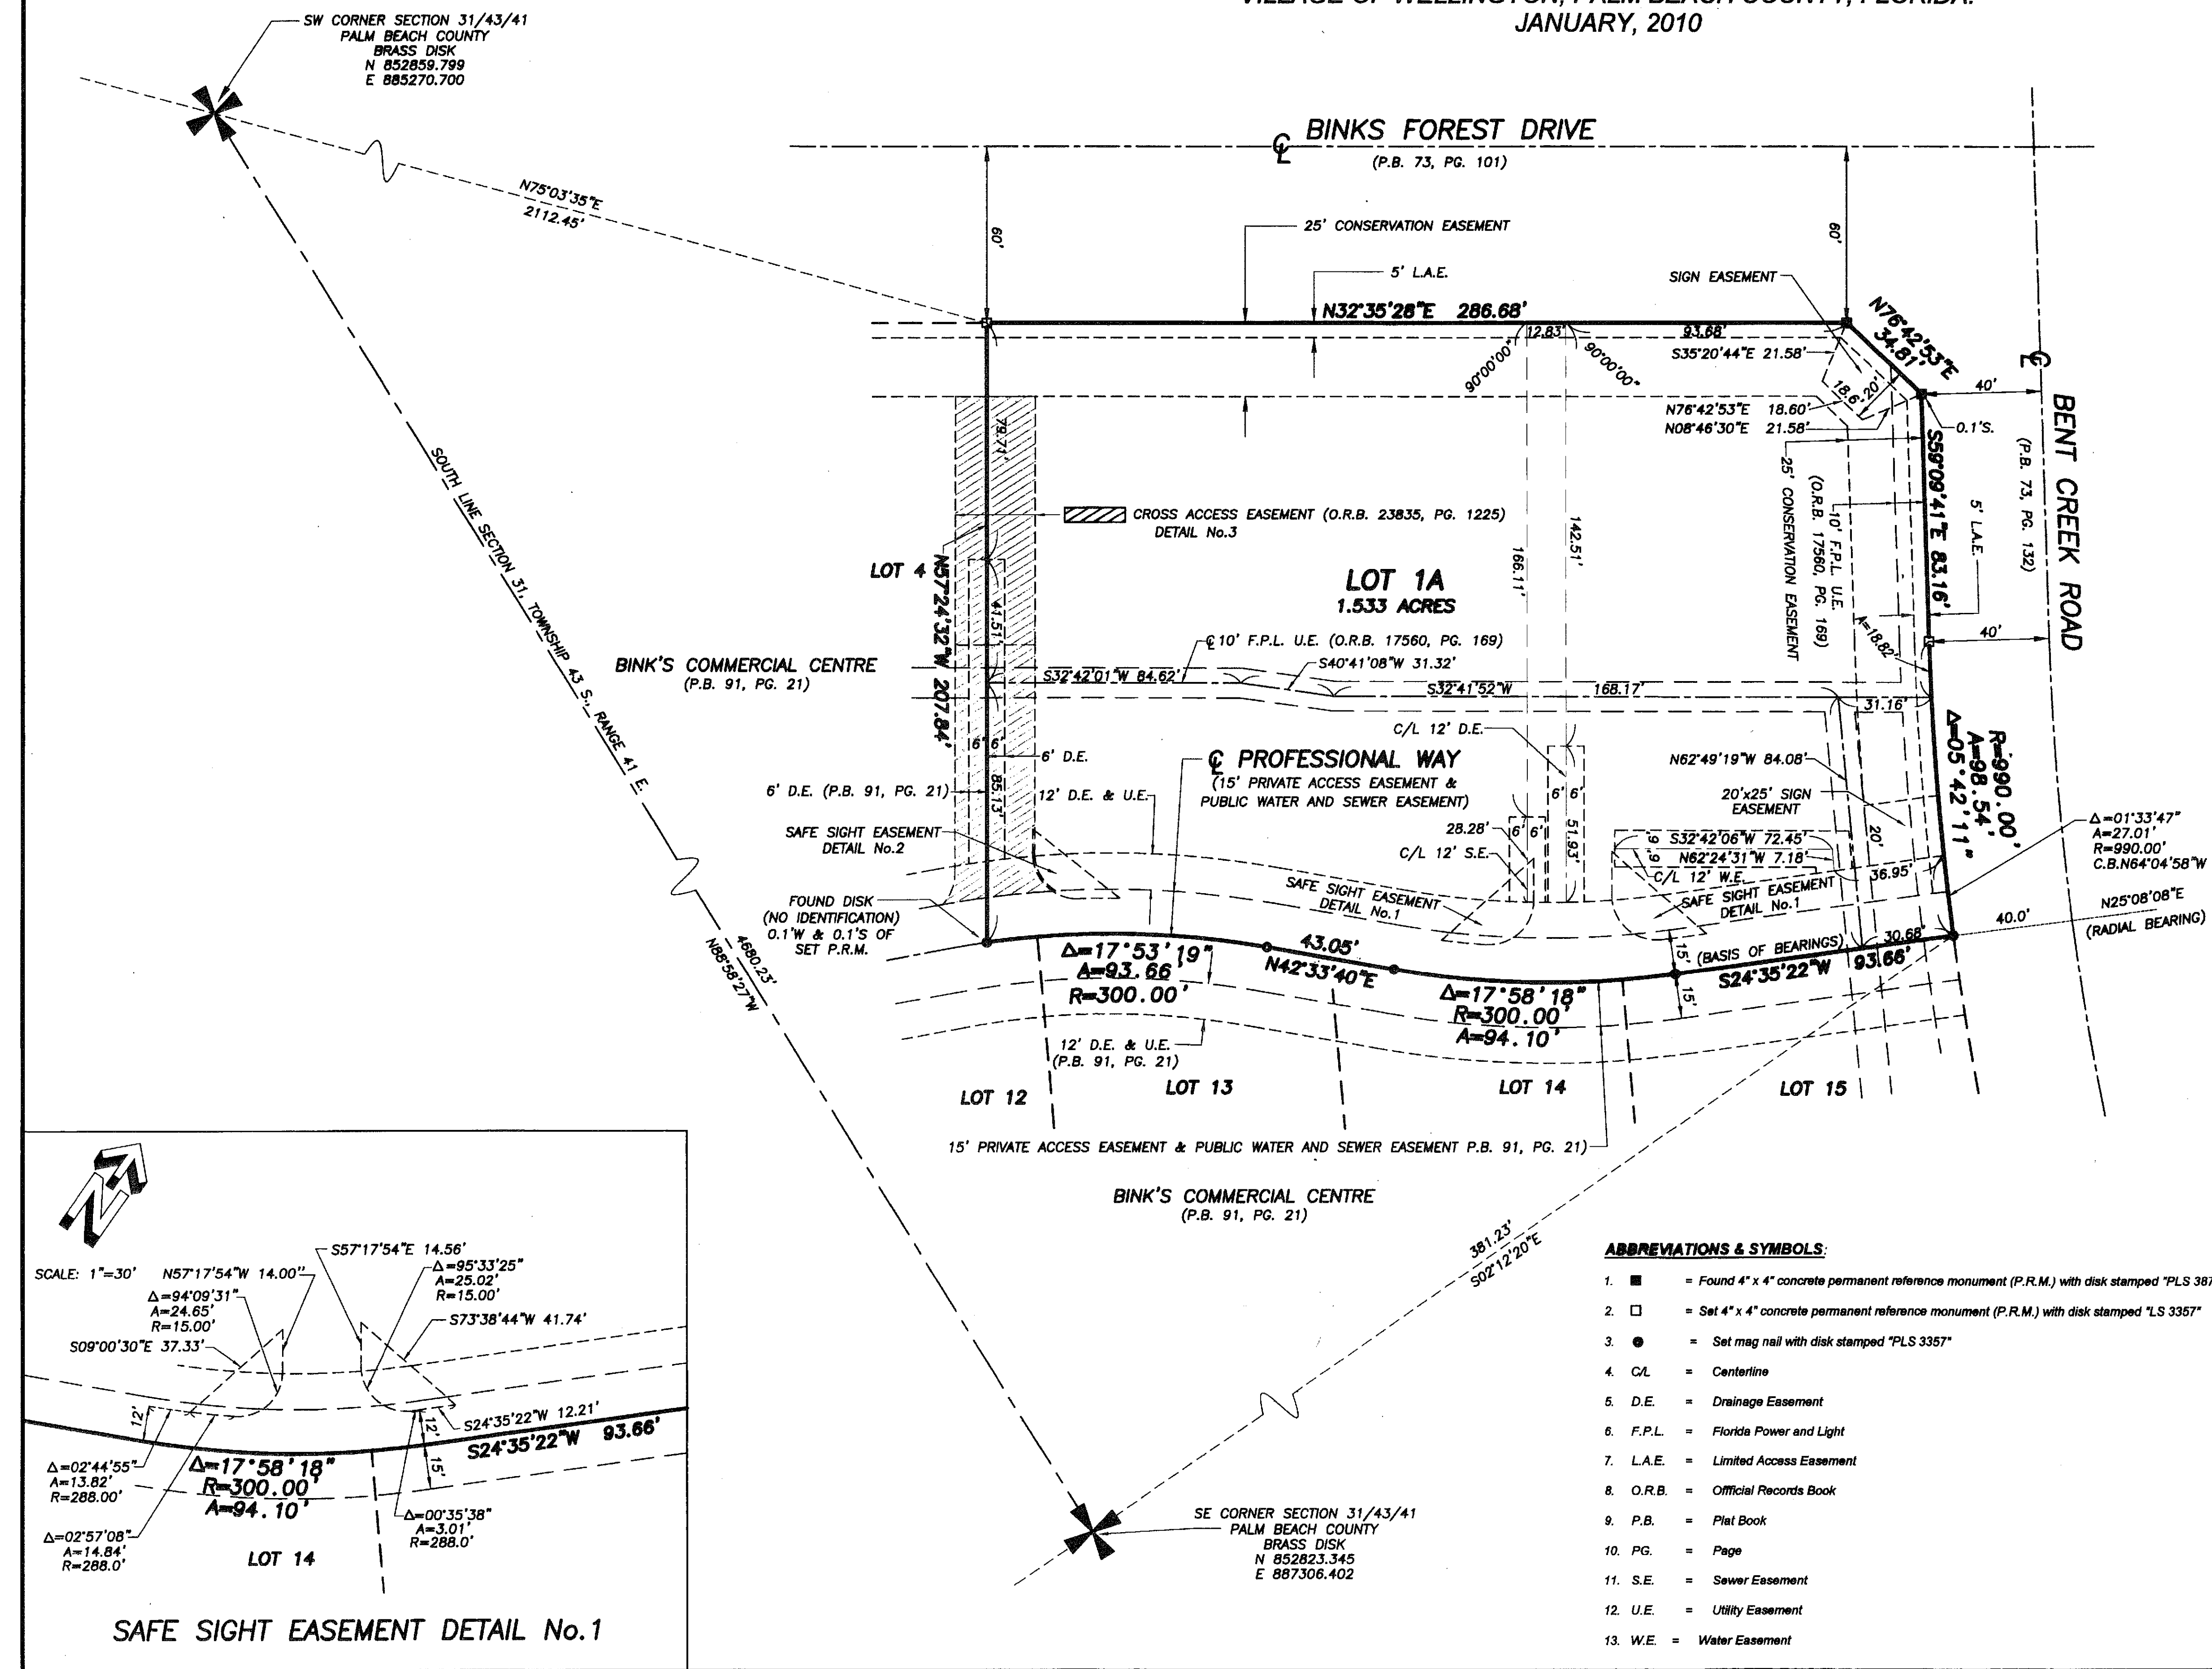 VILLAGE OF WELLINGTON, PALM BEACH COUNTY, FLORIDA.
JANUARY, 2010
SW CORNER SECTION 31/43/41
PALM BEACH COUNTY
BRASS DISK
N 852859.799
E 885270.700
N75°03'35"E
2112.45'
℄ BINKS FOREST DRIVE
(P.B. 73, PG. 101)
60'
60'
25' CONSERVATION EASEMENT
5' L.A.E.
SIGN EASEMENT
N32°35'28"E 286.68'
12.83'
93.68'
90°00'00"
90°00'00"
S35°20'44"E 21.58'
N76°42'53"E
34.81'
18.6'
20'
N76°42'53"E 18.60'
N08°46'30"E 21.58'
40'
0.1'S.
℄ BENT CREEK ROAD
(P.B. 73, PG. 132)
S59°09'41"E 83.16'
5' L.A.E.
10' F.P.L. U.E.
(O.R.B. 17560, PG. 169)
25' CONSERVATION EASEMENT
A=18.82'
40'
79.71'
CROSS ACCESS EASEMENT (O.R.B. 23835, PG. 1225)
DETAIL No.3
LOT 4
N57°24'32"W 207.84'
41.51'
LOT 1A
1.533 ACRES
142.51'
166.11'
℄ 10' F.P.L. U.E. (O.R.B. 17560, PG. 169)
S40°41'08"W 31.32'
S32°42'01"W 84.62'
S32°41'52"W 168.17'
31.16'
BINK'S COMMERCIAL CENTRE
(P.B. 91, PG. 21)
SOUTH LINE SECTION 31, TOWNSHIP 43 S., RANGE 41 E.
C/L 12' D.E.
6' 6'
6' D.E.
85.13'
6' D.E. (P.B. 91, PG. 21)
12' D.E. & U.E.
℄ PROFESSIONAL WAY
(15' PRIVATE ACCESS EASEMENT &
PUBLIC WATER AND SEWER EASEMENT)
6' 6'
N62°49'19"W 84.08'
20'x25' SIGN
EASEMENT
R=990.00'
A=98.54'
Δ=05°42'11"
Δ=01°33'47"
A=27.01'
R=990.00'
C.B.N64°04'58"W
SAFE SIGHT EASEMENT
DETAIL No.2
28.28'
6' 6'
C/L 12' S.E.
51.93'
6'
6'
S32°42'06"W 72.45'
N62°24'31"W 7.18'
C/L 12' W.E.
20'
36.95'
SAFE SIGHT EASEMENT
DETAIL No.1
SAFE SIGHT EASEMENT
DETAIL No.1
FOUND DISK
(NO IDENTIFICATION)
0.1'W & 0.1'S OF
SET P.R.M.
N25°08'08"E
(RADIAL BEARING)
40.0'
Δ=17°53'19"
A=93.66'
R=300.00'
43.05'
N42°33'40"E
15'
15'
(BASIS OF BEARINGS)
30.68'
S24°35'22"W 93.66'
Δ=17°58'18"
R=300.00'
A=94.10'
4680.23'
N88°58'27"W
12' D.E. & U.E.
(P.B. 91, PG. 21)
LOT 12
LOT 13
LOT 14
LOT 15
15' PRIVATE ACCESS EASEMENT & PUBLIC WATER AND SEWER EASEMENT P.B. 91, PG. 21)
BINK'S COMMERCIAL CENTRE
(P.B. 91, PG. 21)
381.23'
S02°12'20"E
SE CORNER SECTION 31/43/41
PALM BEACH COUNTY
BRASS DISK
N 852823.345
E 887306.402
N
SCALE: 1"=30'
N57°17'54"W 14.00'
Δ=94°09'31"
A=24.65'
R=15.00'
S09°00'30"E 37.33'
S57°17'54"E 14.56'
Δ=95°33'25"
A=25.02'
R=15.00'
S73°38'44"W 41.74'
12'
12'
15'
S24°35'22"W 12.21'
S24°35'22"W 93.66'
Δ=02°44'55"
A=13.82'
R=288.00'
Δ=17°58'18"
R=300.00'
A=94.10'
Δ=00°35'38"
A=3.01'
R=288.0'
Δ=02°57'08"
A=14.84'
R=288.0'
LOT 14
SAFE SIGHT EASEMENT DETAIL No.1
ABBREVIATIONS & SYMBOLS:
1. ■ = Found 4" x 4" concrete permanent reference monument (P.R.M.) with disk stamped "PLS 387
2. □ = Set 4" x 4" concrete permanent reference monument (P.R.M.) with disk stamped "LS 3357"
3. ● = Set mag nail with disk stamped "PLS 3357"
4. C/L = Centerline
5. D.E. = Drainage Easement
6. F.P.L. = Florida Power and Light
7. L.A.E. = Limited Access Easement
8. O.R.B. = Offficial Records Book
9. P.B. = Plat Book
10. PG. = Page
11. S.E. = Sewer Easement
12. U.E. = Utility Easement
13. W.E. = Water Easement